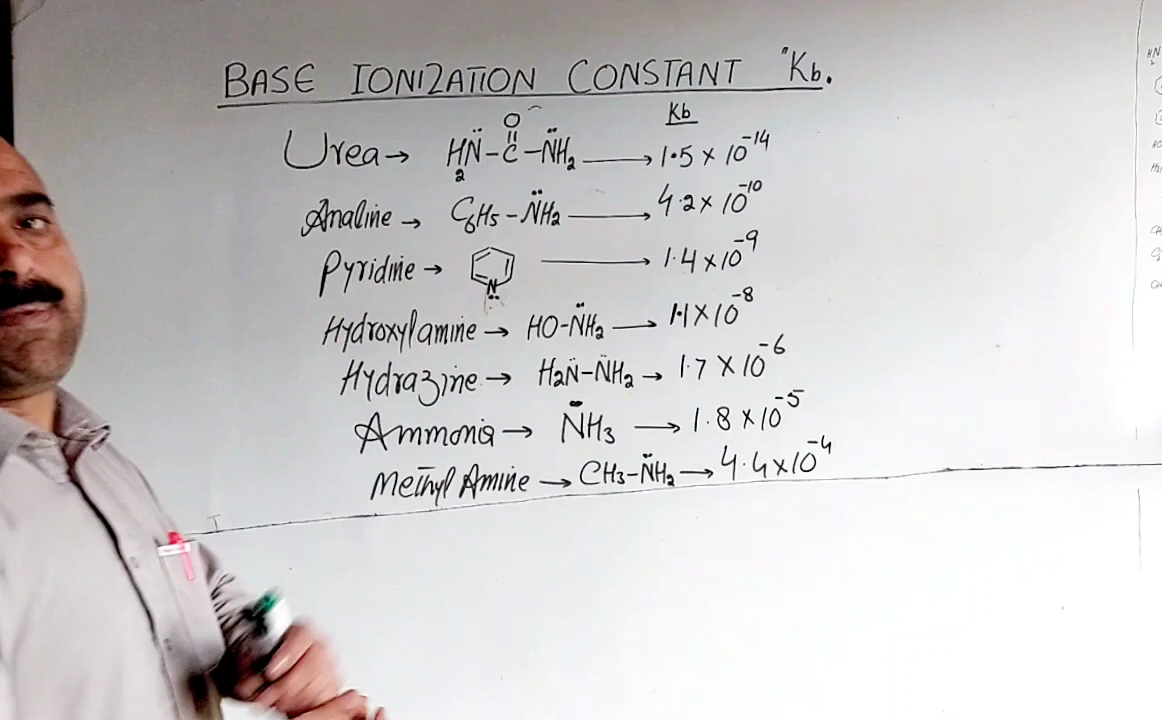 BASE IONIZATION CONSTANT "Kb.
Kb
Urea → H₂N̈-C(=O)-N̈H₂ → 1.5 × 10⁻¹⁴
Analine → C₆H₅-N̈H₂ → 4.2 × 10⁻¹⁰
Pyridine → N → 1.4 × 10⁻⁹
Hydroxylamine → HO-N̈H₂ → 1.1 × 10⁻⁸
Hydrazine → H₂N̈-N̈H₂ → 1.7 × 10⁻⁶
Ammonia → N̈H₃ → 1.8 × 10⁻⁵
Methyl Amine → CH₃-N̈H₂ → 4.4 × 10⁻⁴